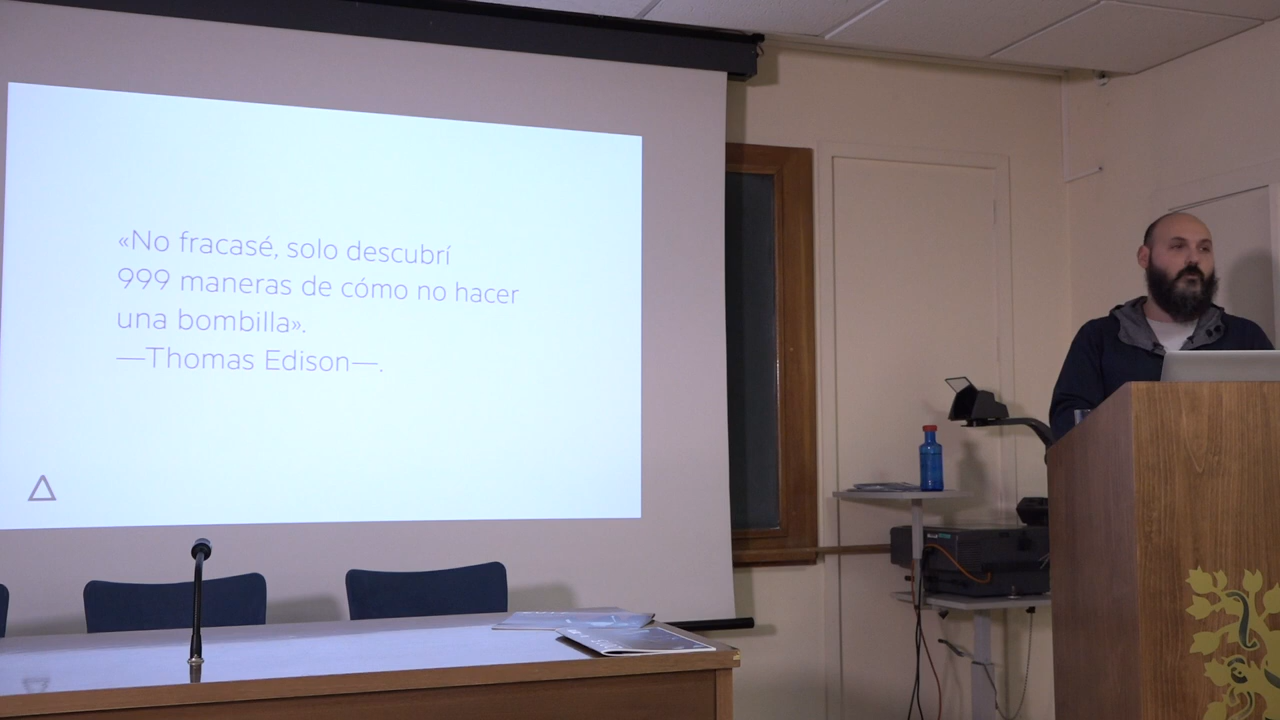 «No fracasé, solo descubrí
999 maneras de cómo no hacer
una bombilla».
—Thomas Edison—.